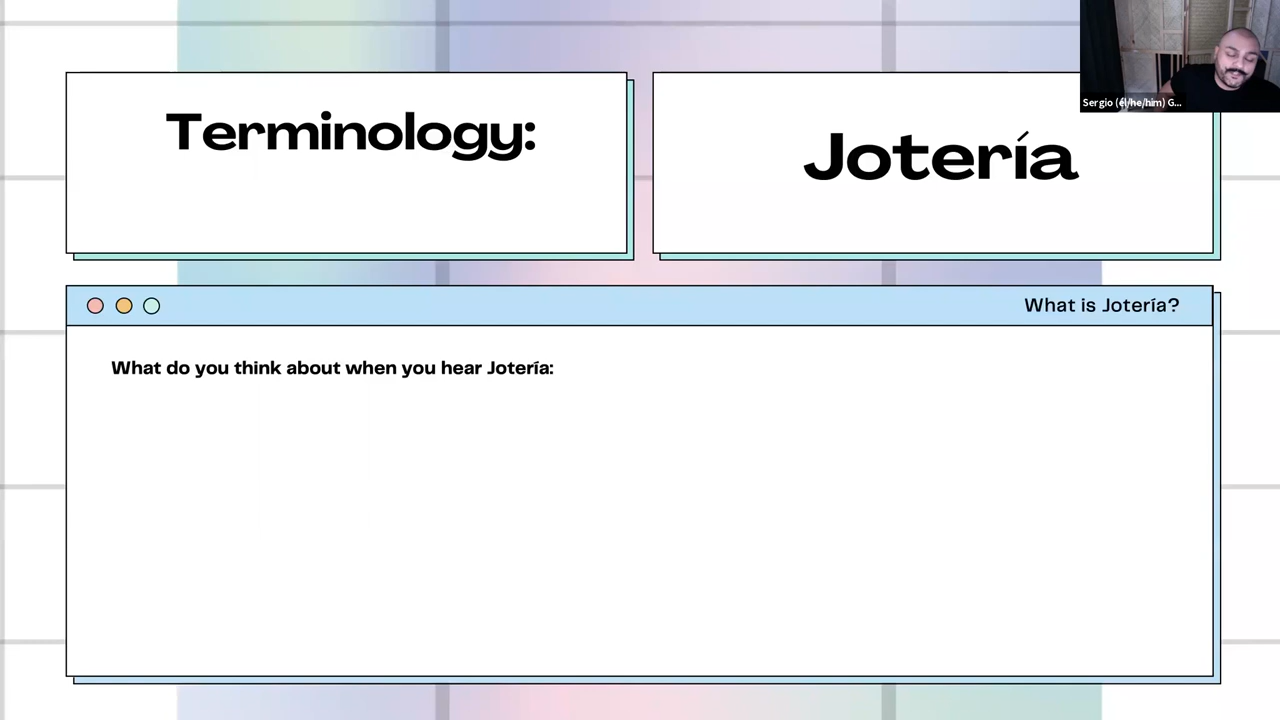 Terminology:
Jotería
Sergio (él/he/him) G...
What is Jotería?
What do you think about when you hear Jotería: